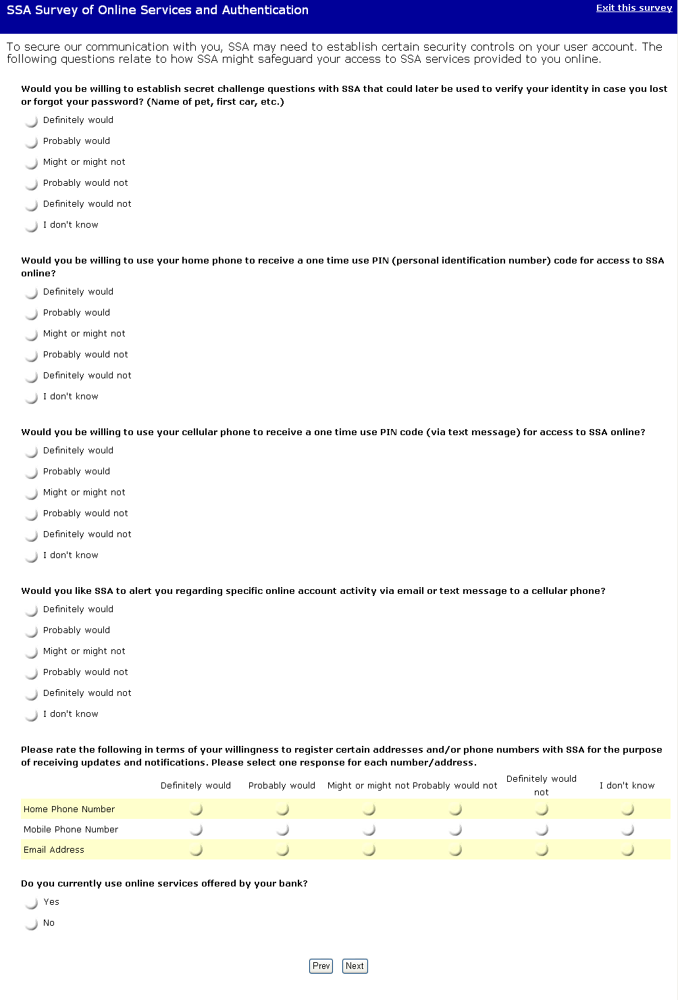 SSA Survey of Online Services and Authentication
Exit this survey
To secure our communication with you, SSA may need to establish certain security controls on your user account. The
following questions relate to how SSA might safeguard your access to SSA services provided to you online.
Would you be willing to establish secret challenge questions with SSA that could later be used to verify your identity in case you lost
or forgot your password? (Name of pet, first car, etc.)
Definitely would
Probably would
Might or might not
Probably would not
Definitely would not
I don't know
Would you be willing to use your home phone to receive a one time use PIN (personal identification number) code for access to SSA
online?
Definitely would
Probably would
Might or might not
Probably would not
Definitely would not
I don't know
Would you be willing to use your cellular phone to receive a one time use PIN code (via text message) for access to SSA online?
Definitely would
Probably would
Might or might not
Probably would not
Definitely would not
I don't know
Would you like SSA to alert you regarding specific online account activity via email or text message to a cellular phone?
Definitely would
Probably would
Might or might not
Probably would not
Definitely would not
I don't know
Please rate the following in terms of your willingness to register certain addresses and/or phone numbers with SSA for the purpose
of receiving updates and notifications. Please select one response for each number/address.
Definitely would Probably would Might or might not Probably would not Definitely would not I don't know
Home Phone Number
Mobile Phone Number
Email Address
Do you currently use online services offered by your bank?
Yes
No
Prev Next